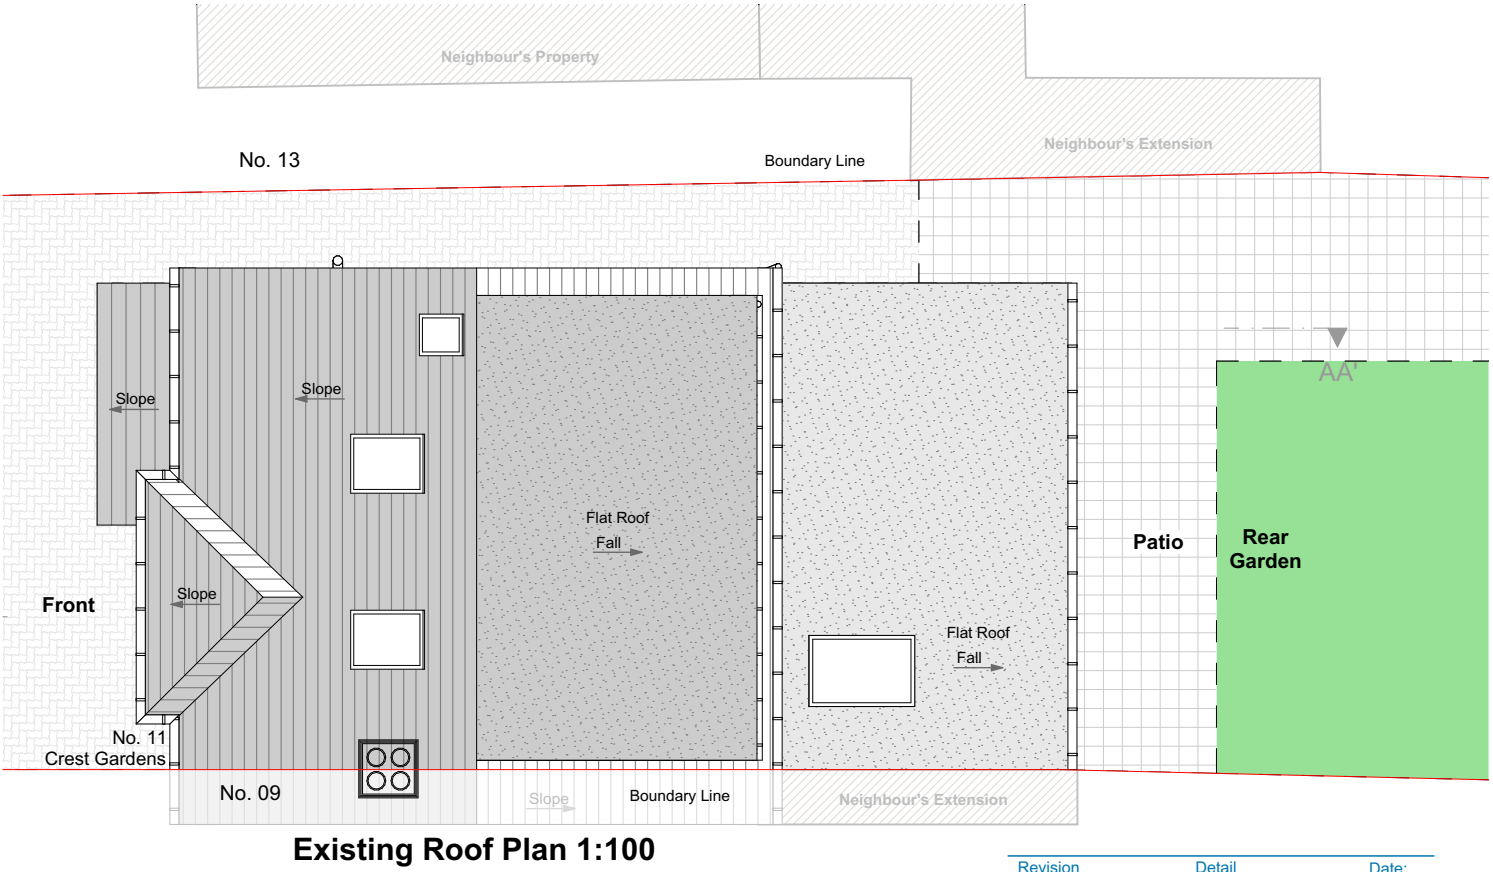 Neighbour's Property
Neighbour's Extension
No. 13
Boundary Line
AA'
Slope
Slope
Flat Roof
Fall
Patio
Rear
Garden
Slope
Front
Flat Roof
Fall
No. 11
Crest Gardens
No. 09
Slope
Boundary Line
Neighbour's Extension
Existing Roof Plan 1:100
Revision Detail Date: